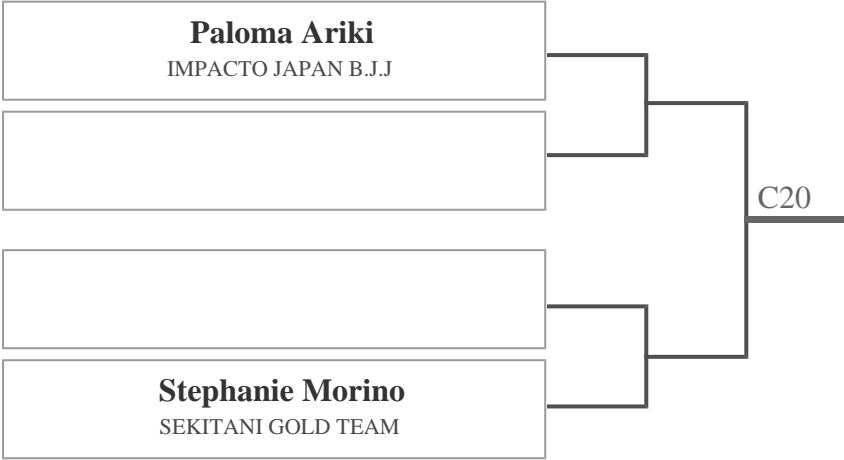 Paloma Ariki
IMPACTO JAPAN B.J.J
C20
Stephanie Morino
SEKITANI GOLD TEAM